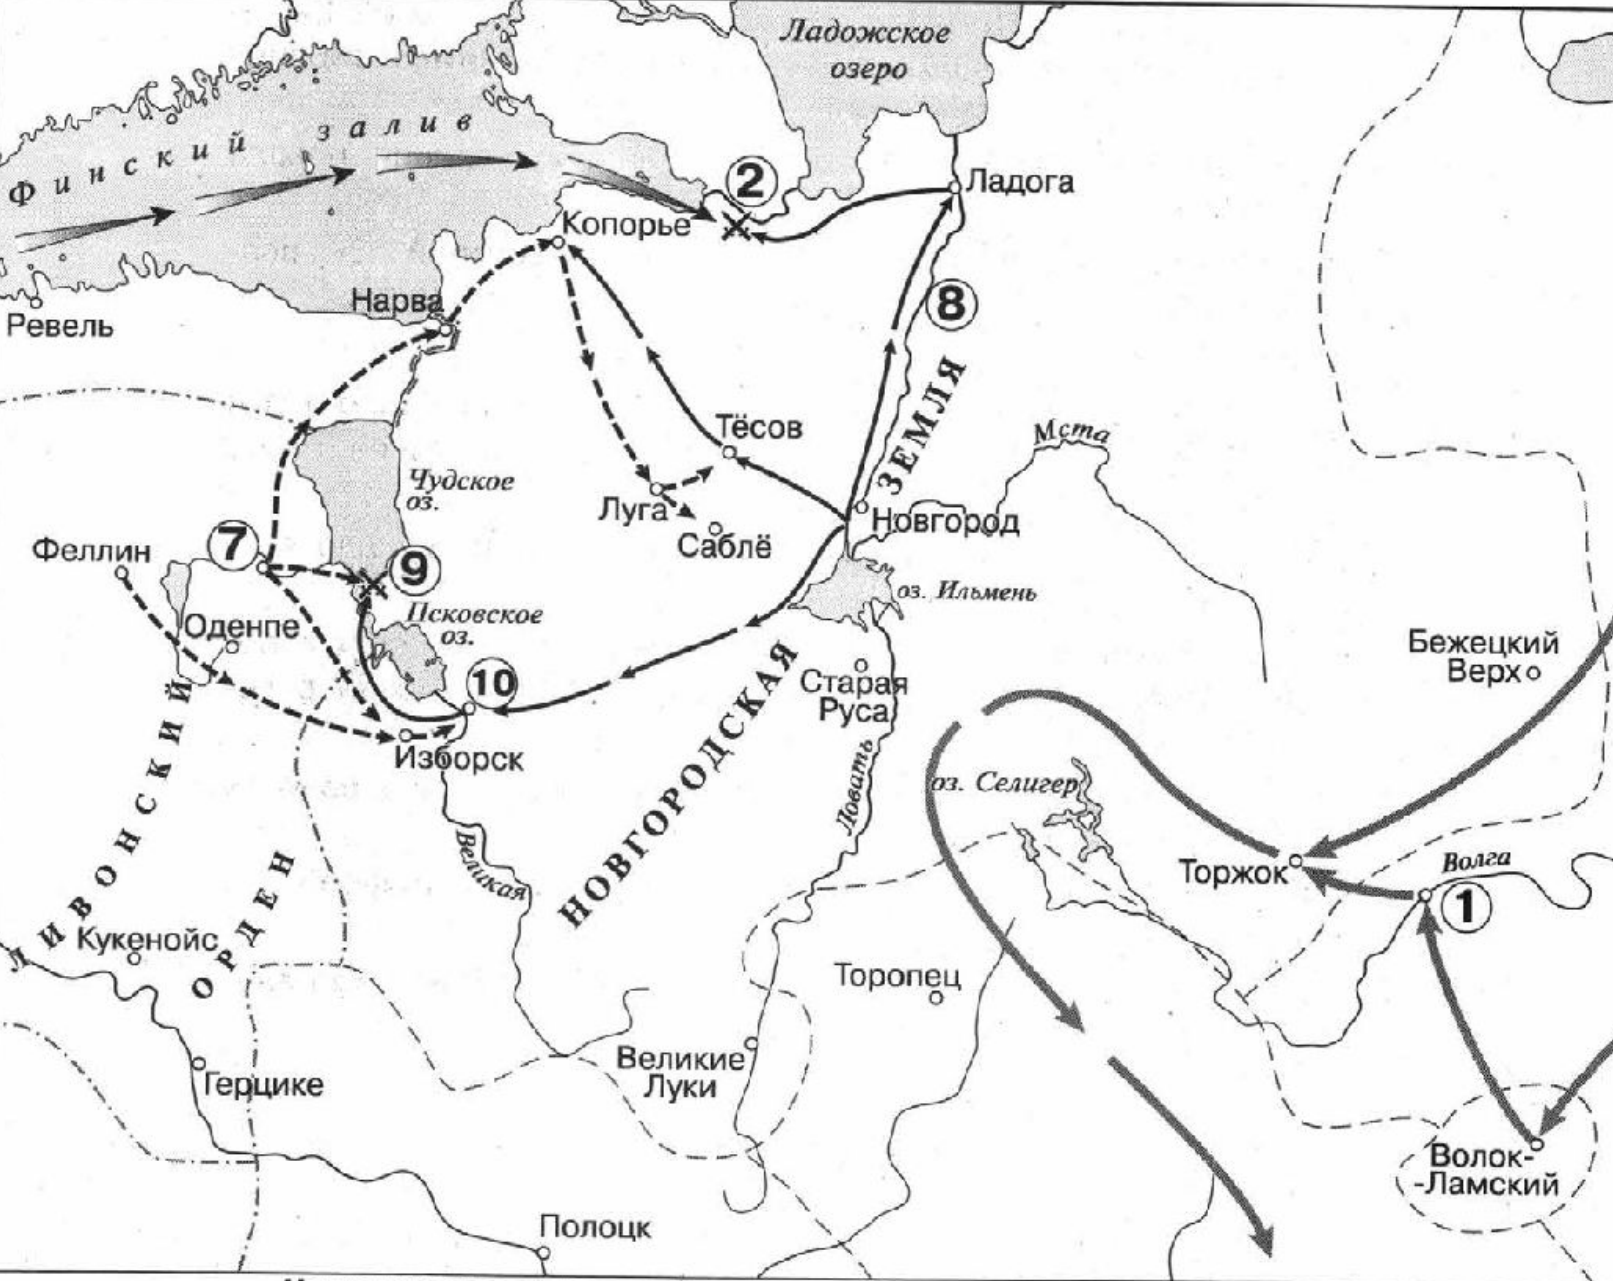 Ладожское
озеро
Финский залив
2
Ладога
Копорье
Нарва
8
Ревель
Тёсов
Мста
Чудское
оз.
Луга
ЗЕМЛЯ
Новгород
Саблё
7
Феллин
9
оз. Ильмень
Псковское
оз.
Оденпе
Бежецкий
Верх
10
Старая
Руса
Изборск
ЛИВОНСКИЙ
ОРДЕН
НОВГОРОДСКАЯ
Ловать
оз. Селигер
Великая
Торжок
Волга
1
Кукенойс
Торопец
Великие
Луки
Герцике
Волок-
-Ламский
Полоцк